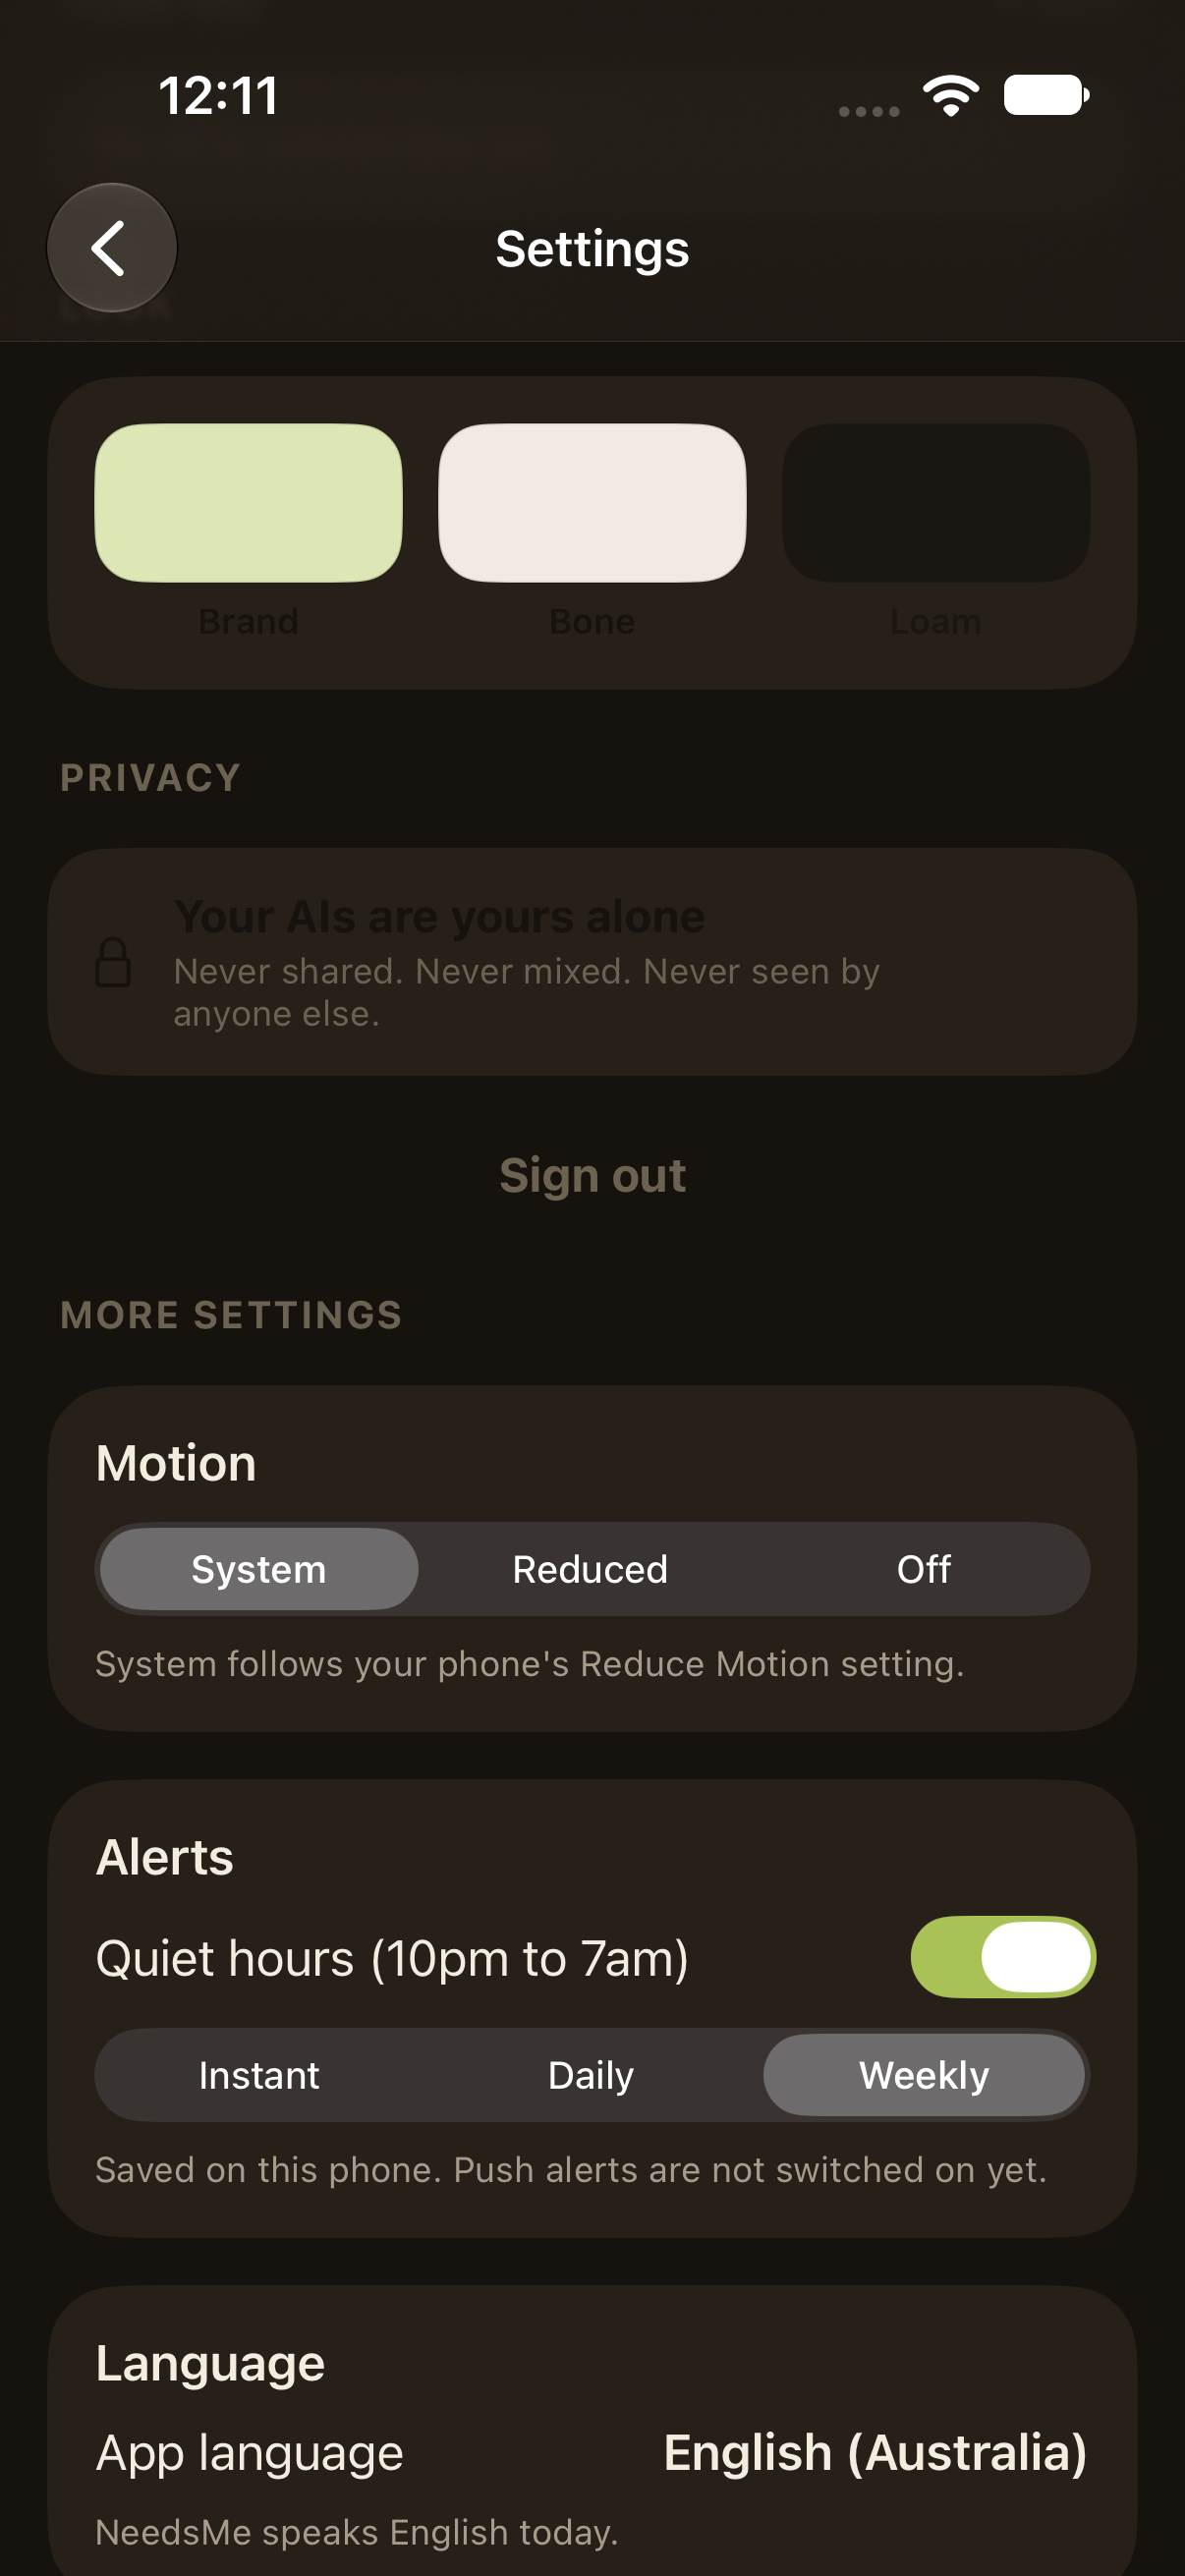 12:11
Settings
LOOK
Brand
Bone
Loam
PRIVACY
Your AIs are yours alone
Never shared. Never mixed. Never seen by
anyone else.
Sign out
MORE SETTINGS
Motion
System
Reduced
Off
System follows your phone's Reduce Motion setting.
Alerts
Quiet hours (10pm to 7am)
Instant
Daily
Weekly
Saved on this phone. Push alerts are not switched on yet.
Language
App language
English (Australia)
NeedsMe speaks English today.